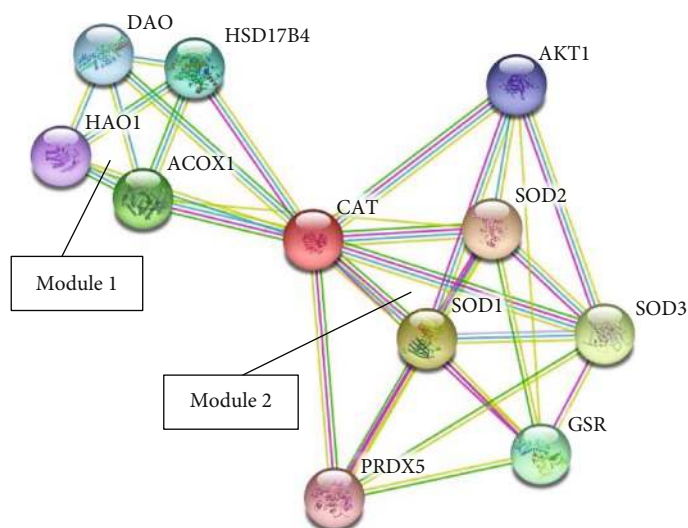 DAO
HSD17B4
AKT1
HAO1
ACOX1
CAT
SOD2
Module 1
SOD1
SOD3
Module 2
GSR
PRDX5